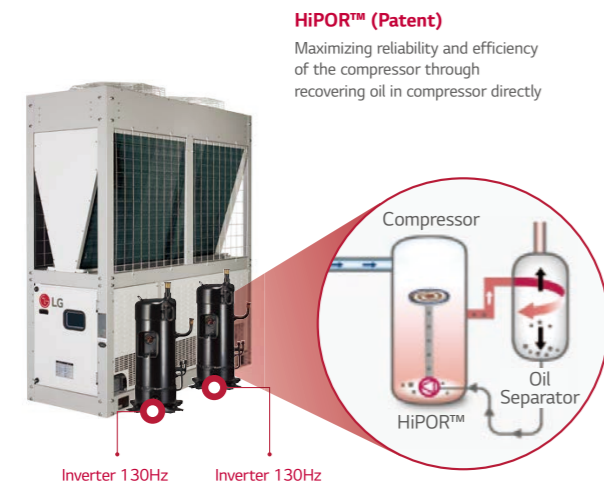 HiPOR™ (Patent)
Maximizing reliability and efficiency
of the compressor through
recovering oil in compressor directly
Compressor
LG
Oil
Separator
HiPOR™
Inverter 130Hz
Inverter 130Hz